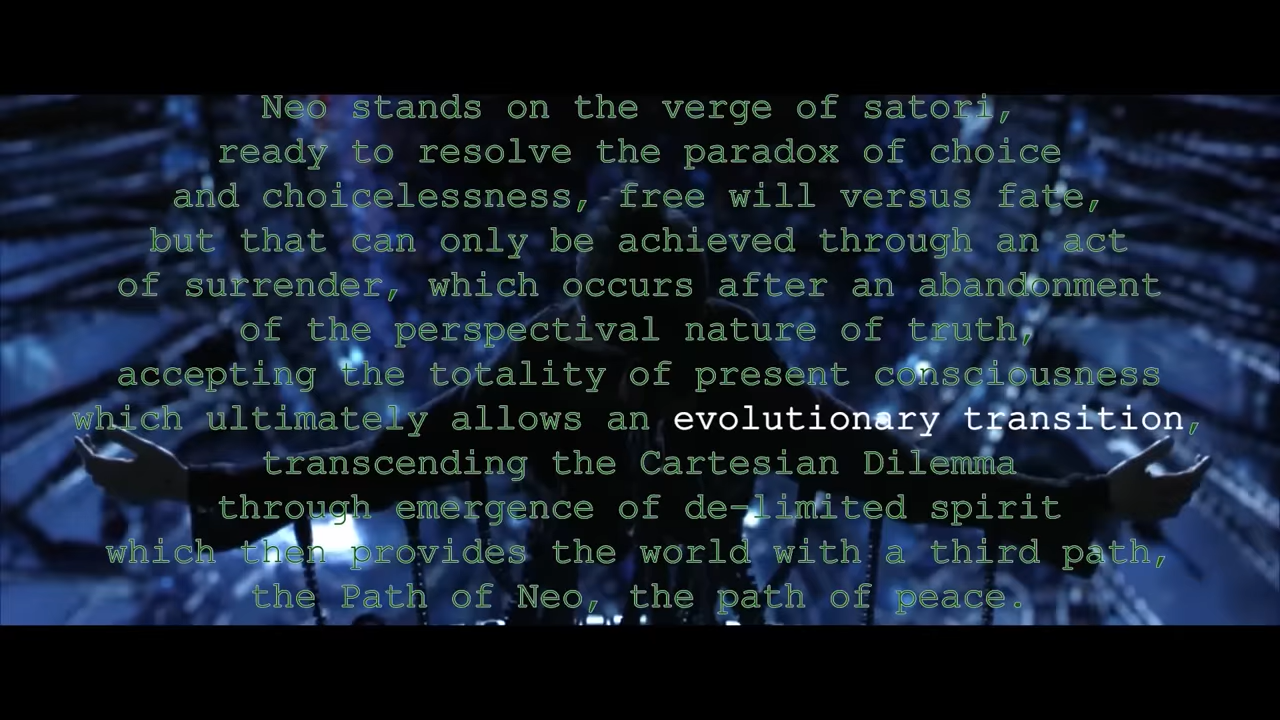 Neo stands on the verge of satori,
ready to resolve the paradox of choice
and choicelessness, free will versus fate,
but that can only be achieved through an act
of surrender, which occurs after an abandonment
of the perspectival nature of truth,
accepting the totality of present consciousness
which ultimately allows an evolutionary transition,
transcending the Cartesian Dilemma
through emergence of de-limited spirit
which then provides the world with a third path,
the Path of Neo, the path of peace.